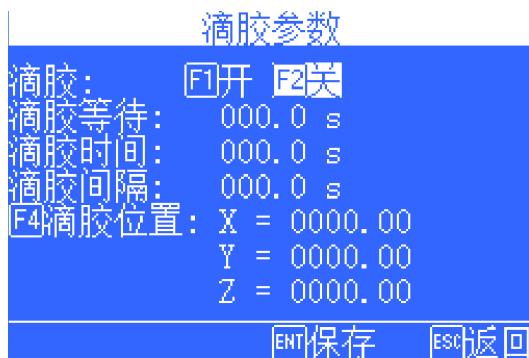 滴胶参数
滴胶: F1开 F2关
滴胶等待: 000.0 s
滴胶时间: 000.0 s
滴胶间隔: 000.0 s
F4滴胶位置: X = 0000.00
Y = 0000.00
Z = 0000.00
ENT保存 ESC返回